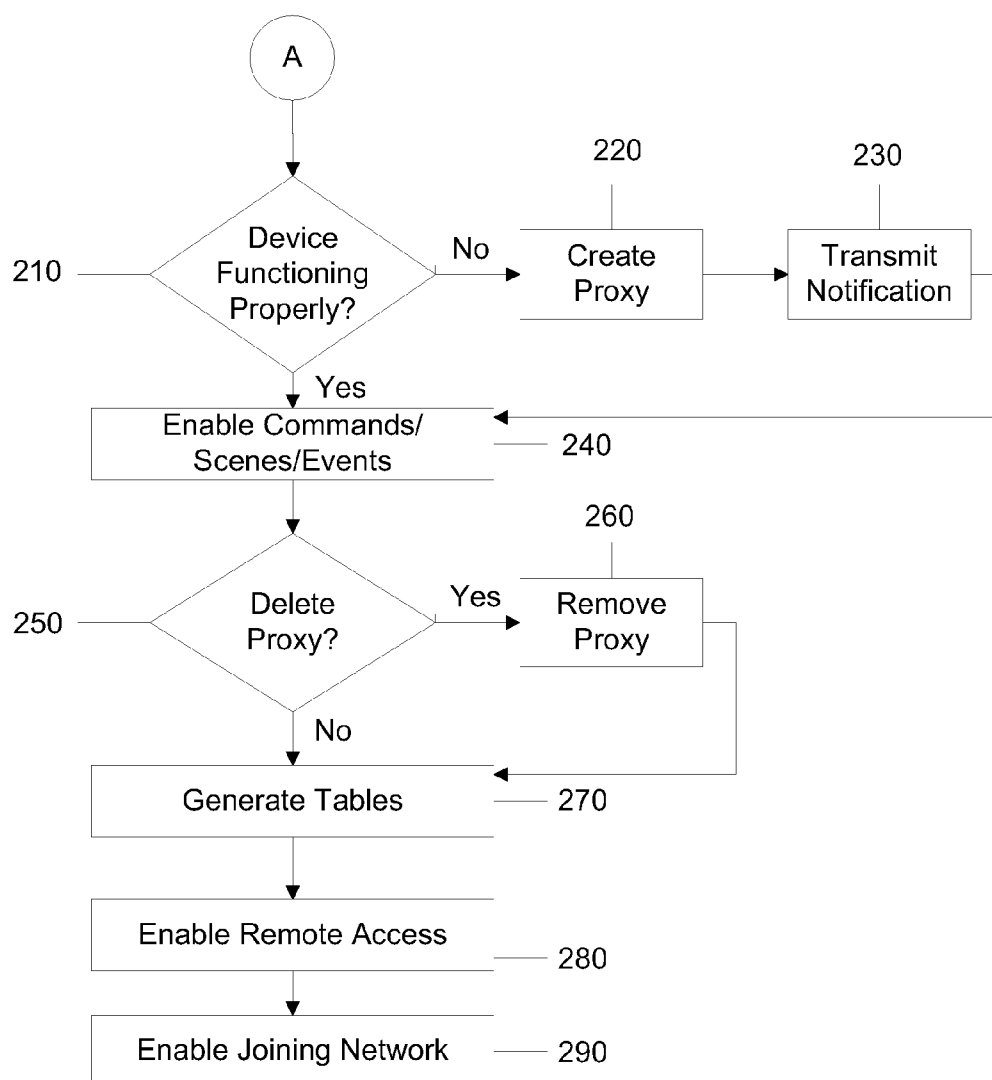 A
220
230
Device
Functioning
Properly?
210
No
Create
Proxy
Transmit
Notification
Yes
Enable Commands/
Scenes/Events
240
260
Delete
Proxy?
250
Yes
Remove
Proxy
No
Generate Tables
270
Enable Remote Access
280
Enable Joining Network
290